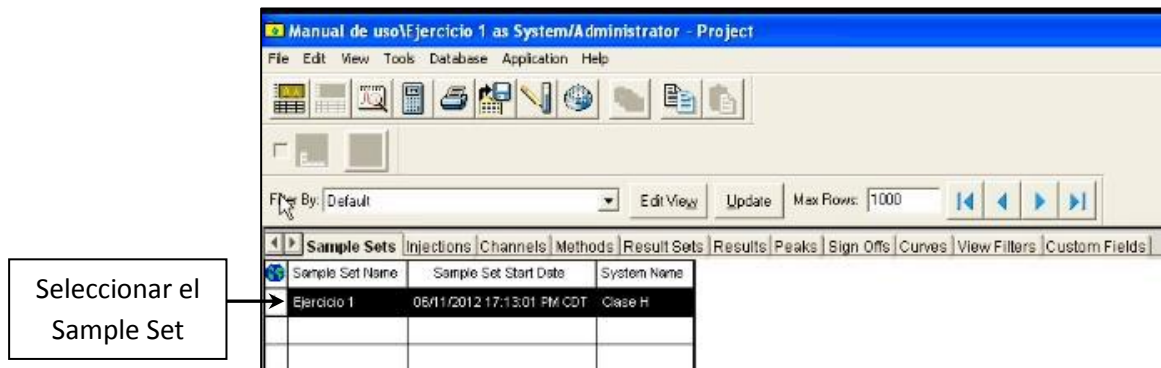 Manual de uso\Ejercicio 1 as System/Administrator - Project
File Edit View Tools Database Application Help
By: Default Edit View Update Max Rows: 1000
Sample Sets Injections Channels Methods Result Sets Results Peaks Sign Offs Curves View Filters Custom Fields
Sample Set Name Sample Set Start Date System Name
Ejercicio 1 06/11/2012 17:13:01 PM CDT Clase H
Seleccionar el
Sample Set